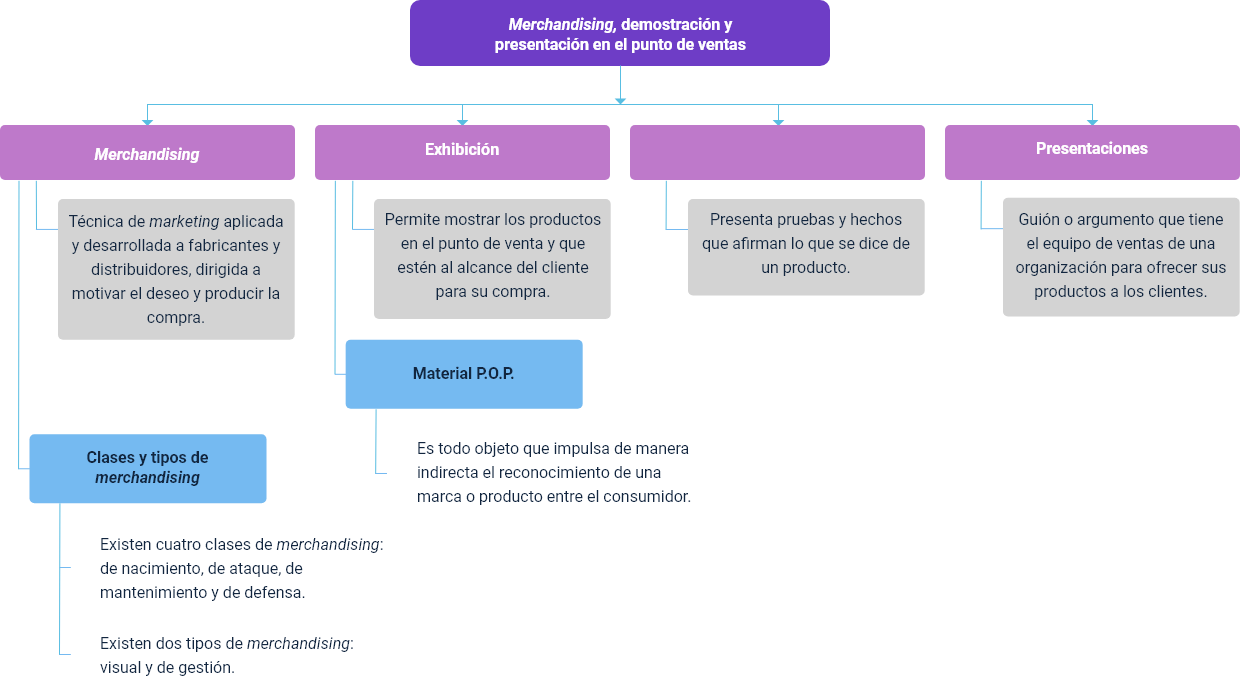 Merchandising, demostración y
presentación en el punto de ventas
Merchandising
Técnica de marketing aplicada
y desarrollada a fabricantes y
distribuidores, dirigida a
motivar el deseo y producir la
compra.
Clases y tipos de
merchandising
Existen cuatro clases de merchandising:
de nacimiento, de ataque, de
mantenimiento y de defensa.
Existen dos tipos de merchandising:
visual y de gestión.
Exhibición
Permite mostrar los productos
en el punto de venta y que
estén al alcance del cliente
para su compra.
Material P.O.P.
Es todo objeto que impulsa de manera
indirecta el reconocimiento de una
marca o producto entre el consumidor.
Presenta pruebas y hechos
que afirman lo que se dice de
un producto.
Presentaciones
Guión o argumento que tiene
el equipo de ventas de una
organización para ofrecer sus
productos a los clientes.